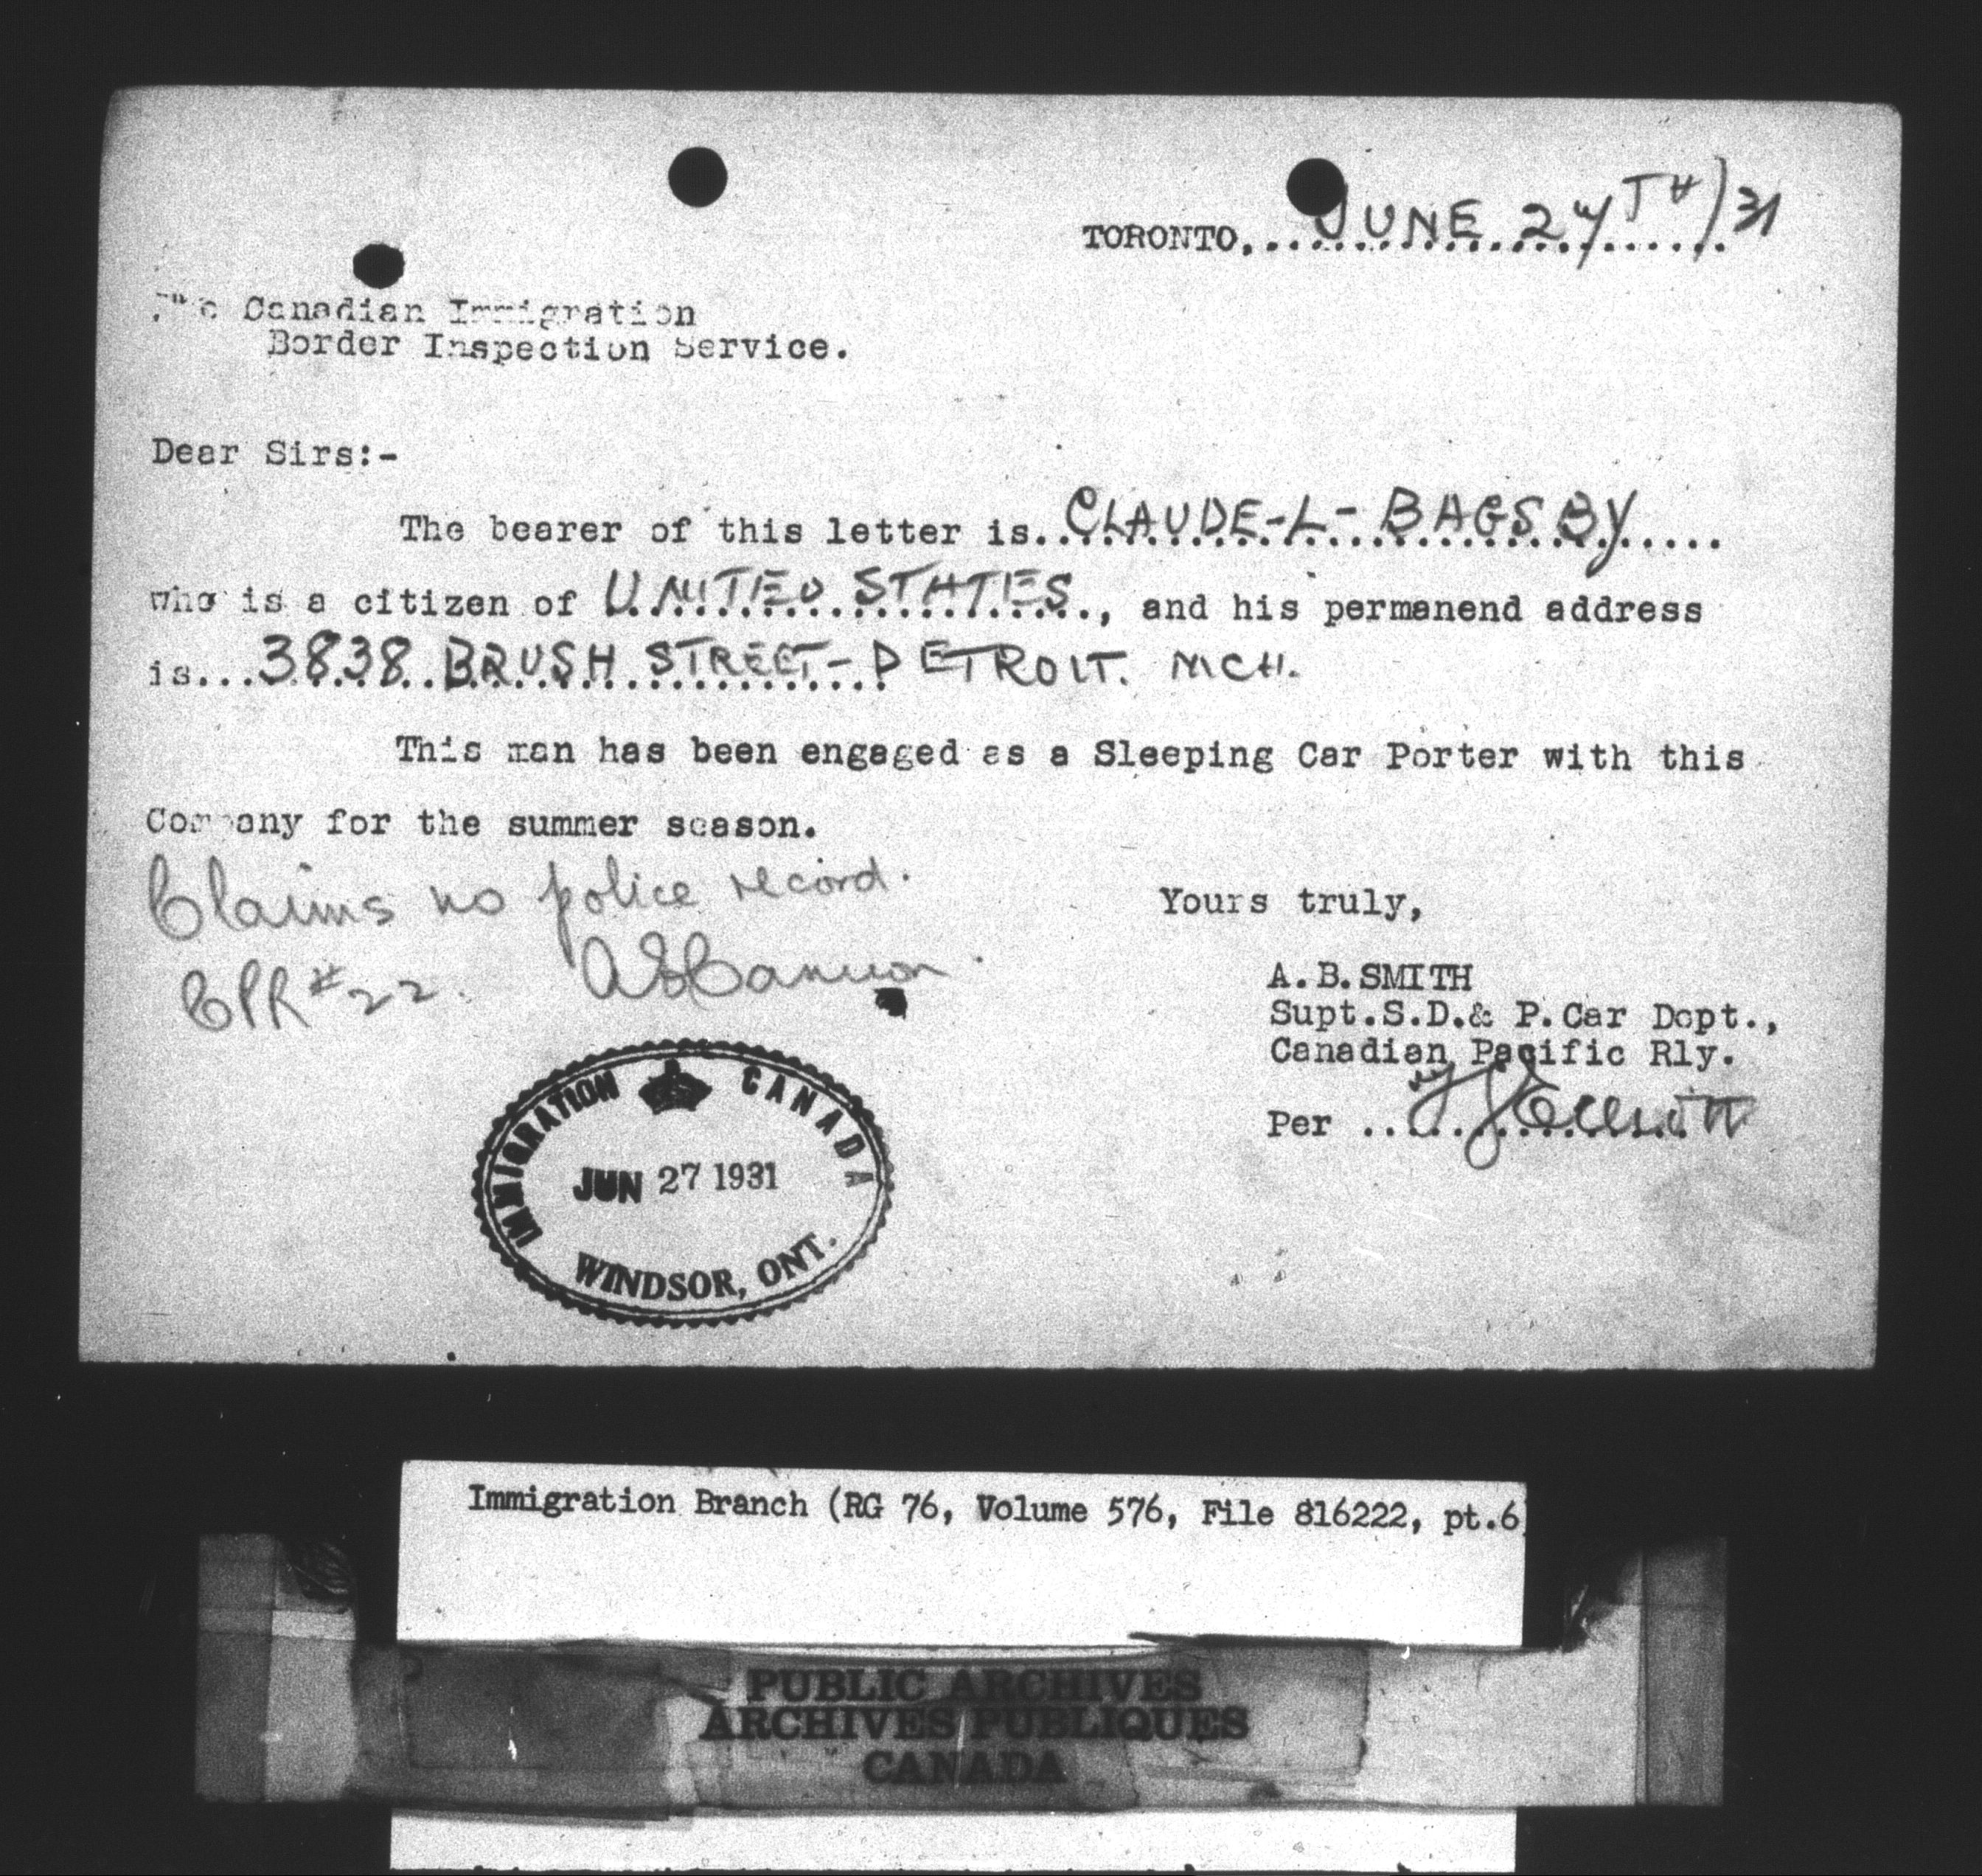 TORONTO, JUNE 24TH/31
The Canadian Immigration
Border Inspection Service.
Dear Sirs:-
The bearer of this letter is CLAUDE-L-BAGSBY
who is a citizen of UNITED STATES, and his permanend address
is 3838 BRUSH STREET-DETROIT. MCH.
This man has been engaged as a Sleeping Car Porter with this
Company for the summer season.
Claims no police record.
CPR #22.
Yours truly,
A.B.SMITH
Supt.S.D.& P.Car Dept.,
Canadian Pacific Rly.
Per
IMMIGRATION CANADA
JUN 27 1931
WINDSOR, ONT.
Immigration Branch (RG 76, Volume 576, File 816222, pt.6
PUBLIC ARCHIVES
ARCHIVES PUBLIQUES
CANADA